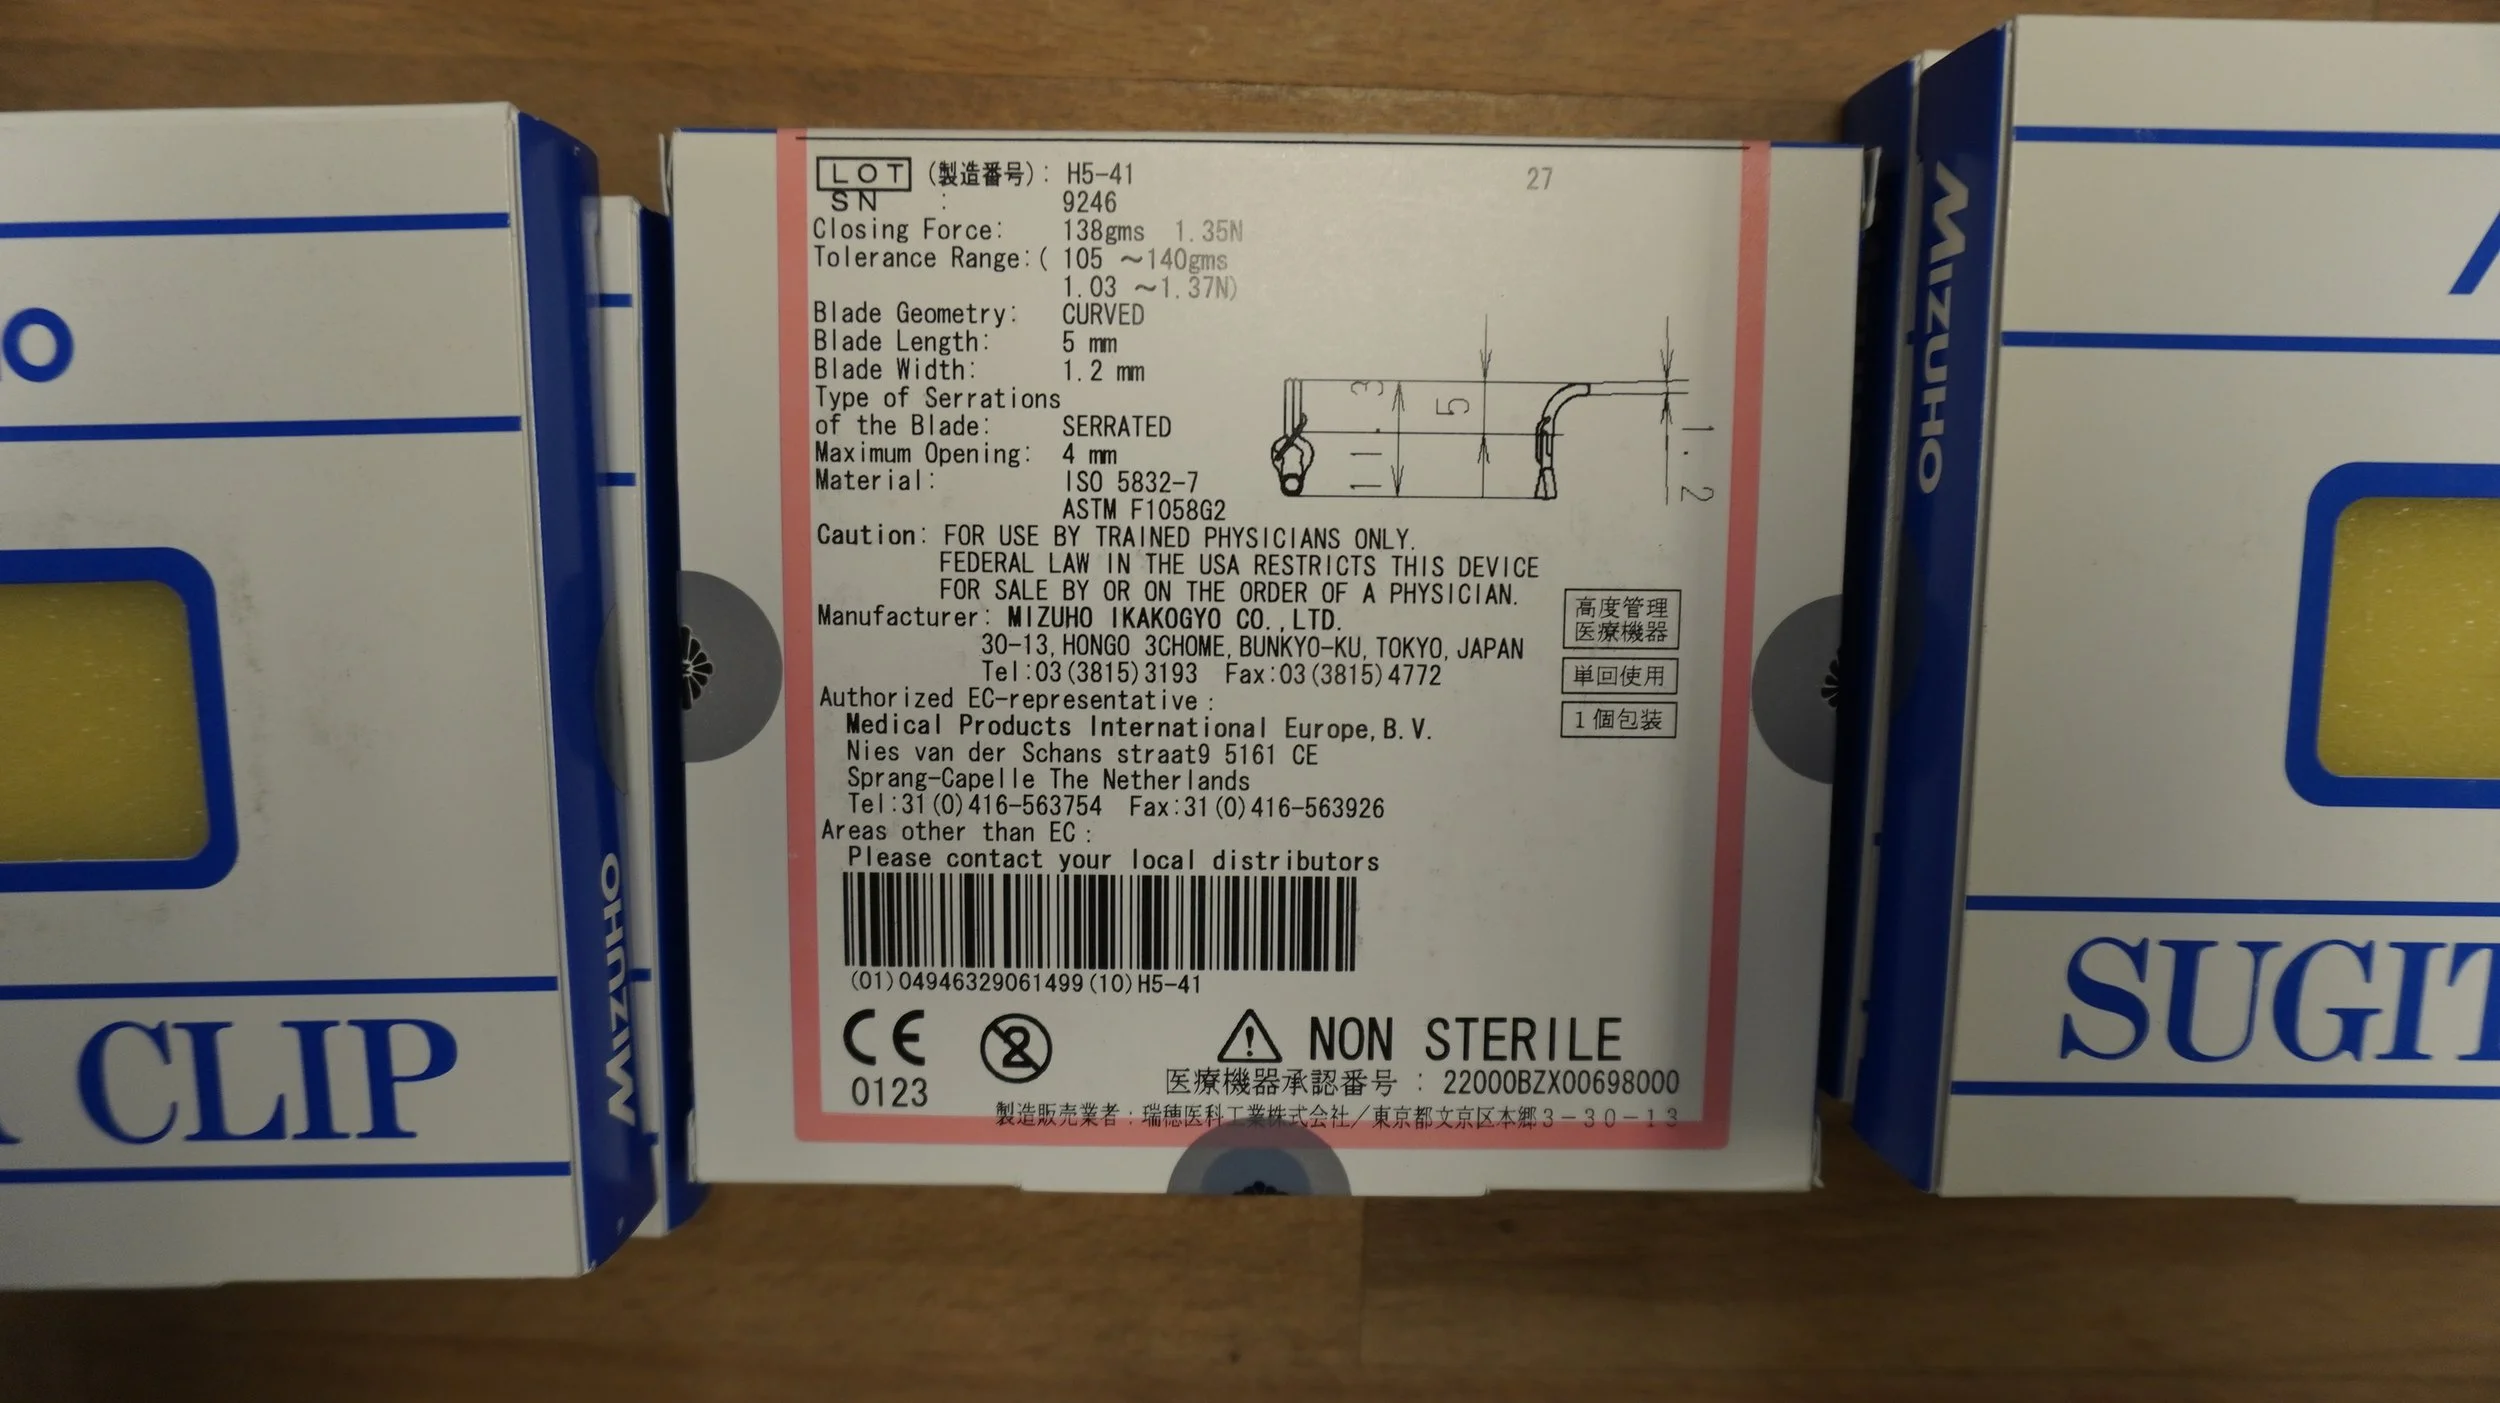 LOT (製造番号): H5-41
27
SN : 9246
Closing Force: 138gms 1.35N
Tolerance Range:( 105 ~140gms
1.03 ~1.37N)
Blade Geometry: CURVED
Blade Length: 5 mm
Blade Width: 1.2 mm
Type of Serrations
of the Blade: SERRATED
Maximum Opening: 4 mm
Material: ISO 5832-7
ASTM F1058G2
11.3
5
1.2
Caution: FOR USE BY TRAINED PHYSICIANS ONLY.
FEDERAL LAW IN THE USA RESTRICTS THIS DEVICE
FOR SALE BY OR ON THE ORDER OF A PHYSICIAN.
Manufacturer: MIZUHO IKAKOGYO CO.,LTD.
30-13,HONGO 3CHOME,BUNKYO-KU,TOKYO,JAPAN
Tel:03(3815)3193 Fax:03(3815)4772
高度管理
医療機器
単回使用
1個包装
Authorized EC-representative:
Medical Products International Europe,B.V.
Nies van der Schans straat9 5161 CE
Sprang-Capelle The Netherlands
Tel:31(0)416-563754 Fax:31(0)416-563926
Areas other than EC:
Please contact your local distributors
(01)04946329061499(10)H5-41
CE
0123
2
NON STERILE
医療機器承認番号 : 22000BZX00698000
製造販売業者:瑞穂医科工業株式会社/東京都文京区本郷3-30-13
CLIP
MIZUHO
MIZUHO
SUGIT